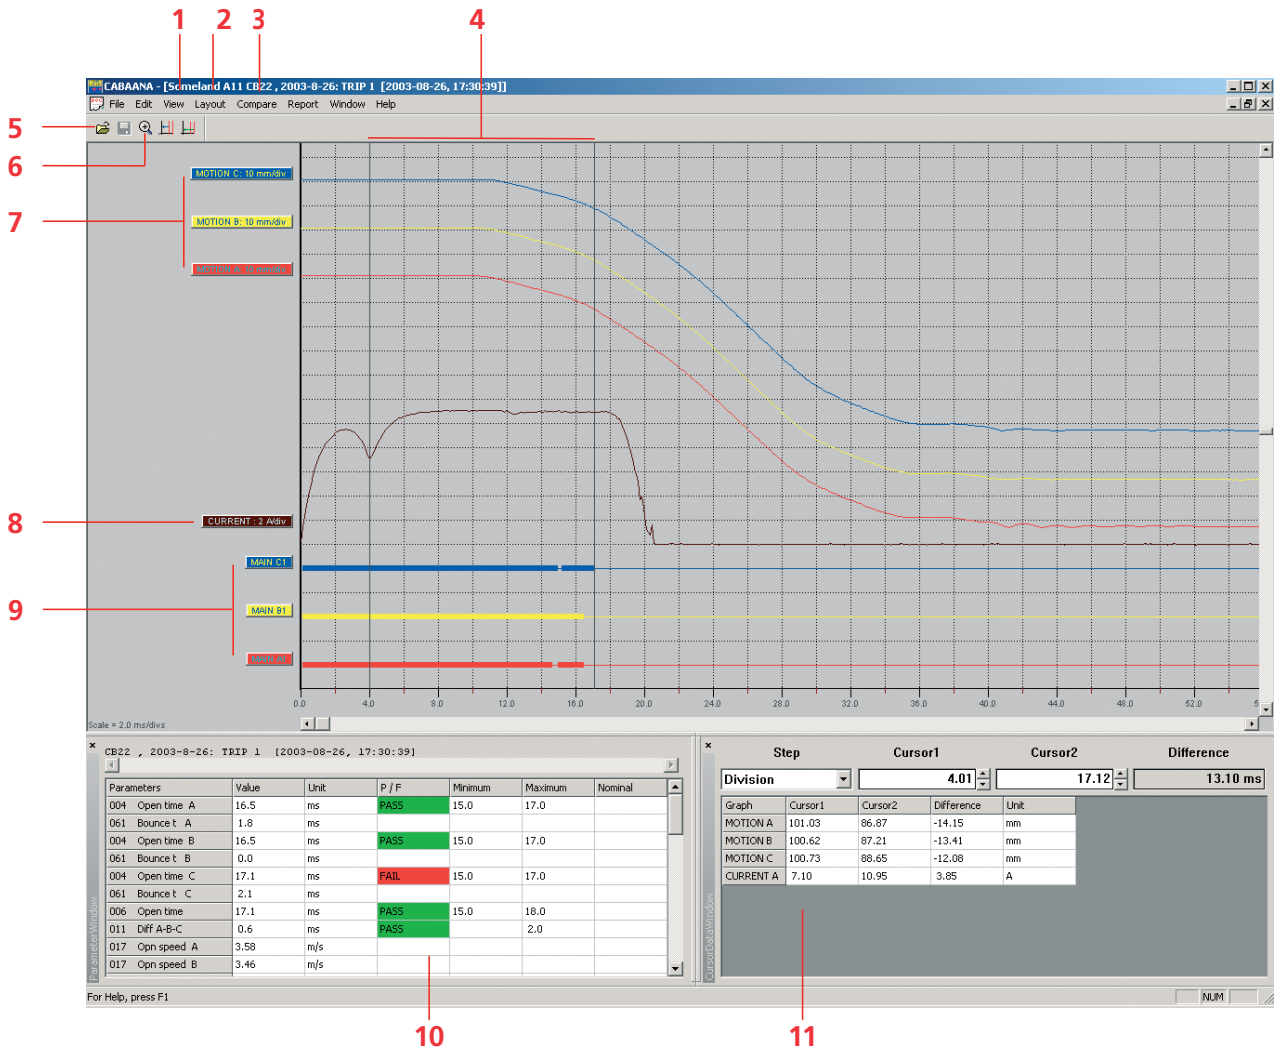 1 2 3 4
CABAANA - [Someland A11 CB22 , 2003-8-26: TRIP 1 [2003-08-26, 17:30:39]]
File Edit View Layout Compare Report Window Help
5
6
MOTION C: 10 mm/div
7
MOTION B: 10 mm/div
MOTION A: 10 mm/div
8
CURRENT : 2 A/div
MAIN C1
9
MAIN B1
MAIN A1
0.0 4.0 8.0 12.0 16.0 20.0 24.0 28.0 32.0 36.0 40.0 44.0 48.0 52.0 5
Scale = 2.0 ms/divs
CB22 , 2003-8-26: TRIP 1 [2003-08-26, 17:30:39]
Parameters Value Unit P / F Minimum Maximum Nominal
004 Open time A 16.5 ms PASS 15.0 17.0
061 Bounce t A 1.8 ms
004 Open time B 16.5 ms PASS 15.0 17.0
061 Bounce t B 0.0 ms
004 Open time C 17.1 ms FAIL 15.0 17.0
061 Bounce t C 2.1 ms
006 Open time 17.1 ms PASS 15.0 18.0
011 Diff A-B-C 0.6 ms PASS 2.0
017 Opn speed A 3.58 m/s
017 Opn speed B 3.46 m/s
ParameterWindow
Step Cursor1 Cursor2 Difference
Division 4.01 17.12 13.10 ms
Graph Cursor1 Cursor2 Difference Unit
MOTION A 101.03 86.87 -14.15 mm
MOTION B 100.62 87.21 -13.41 mm
MOTION C 100.73 88.65 -12.08 mm
CURRENT A 7.10 10.95 3.85 A
CursorDataWindow
For Help, press F1
NUM
10 11